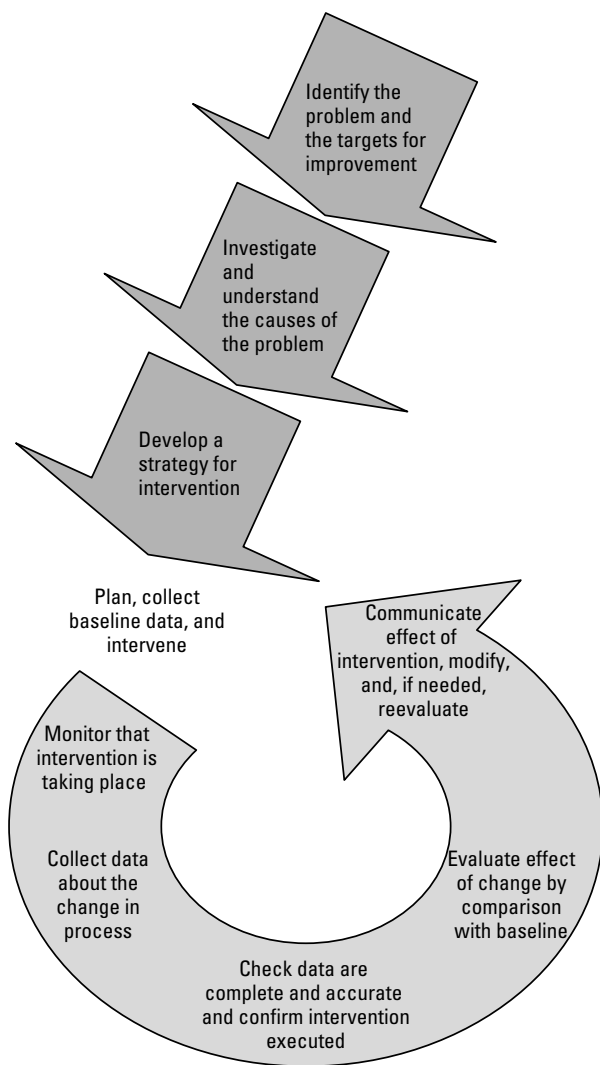 Identify the
problem and
the targets for
improvement
Investigate
and
understand
the causes of
the problem
Develop a
strategy for
intervention
Plan, collect
baseline data, and
intervene
Monitor that
intervention is
taking place
Collect data
about the
change in
process
Check data are
complete and accurate
and confirm intervention
executed
Evaluate effect
of change by
comparison
with baseline
Communicate
effect of
intervention, modify,
and, if needed,
reevaluate